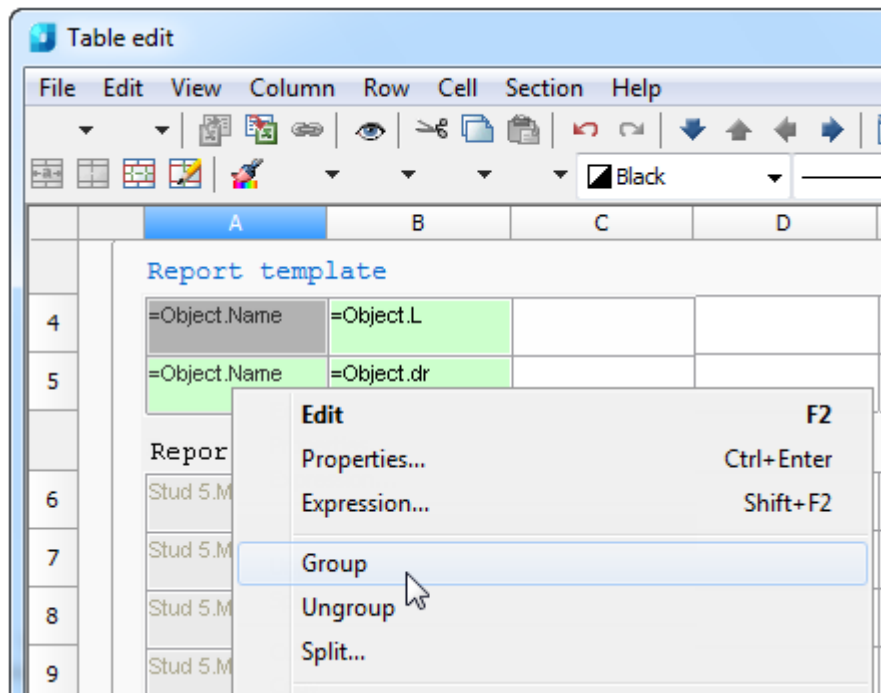 Table edit
File Edit View Column Row Cell Section Help
Black
A B C D
Report template
4 =Object.Name =Object.L
5 =Object.Name =Object.dr
Edit F2
Repor
Properties... Ctrl+Enter
6 Stud 5.M
Expression... Shift+F2
7 Stud 5.M
Group
8 Stud 5.M
Ungroup
Split...
9 Stud 5.M